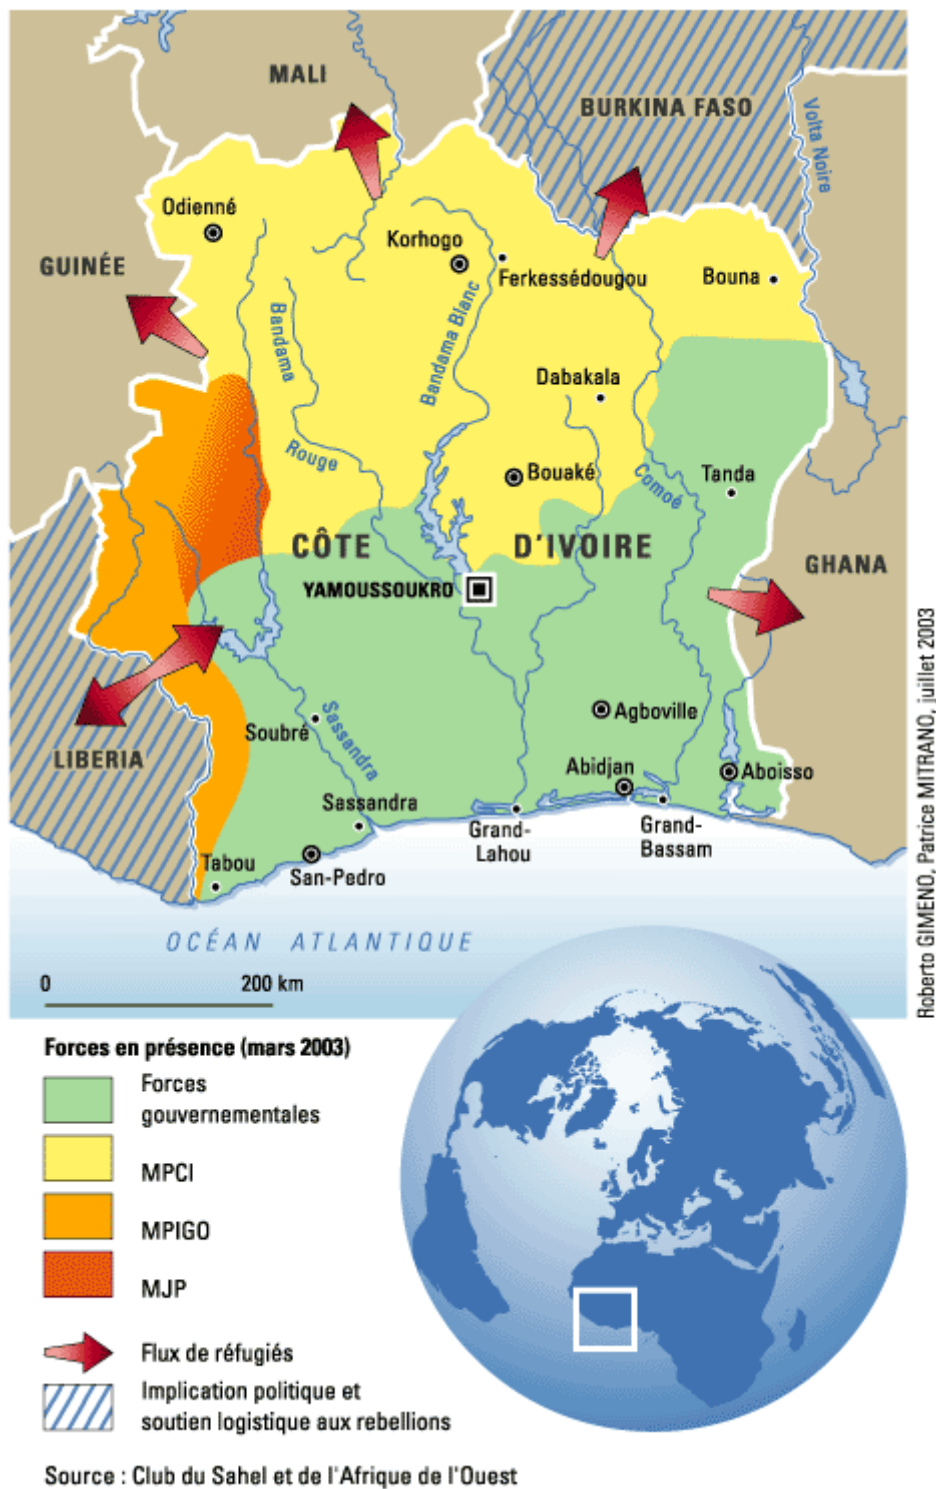 MALI
BURKINA FASO
Volta Noire
Odienné
Korhogo
GUINÉE
Ferkessédougou
Bouna
Bandama
Rouge
Bandama Blanc
Dabakala
Bouaké
Comoé
Tanda
CÔTE D'IVOIRE
GHANA
YAMOUSSOUKRO
LIBERIA
Soubré
Sassandra
Agboville
Abidjan
Aboisso
Sassandra
Grand-
Lahou
Grand-
Bassam
Tabou
San-Pedro
OCÉAN ATLANTIQUE
0 200 km
Roberto GIMENO, Patrice MITRANO, juillet 2003
Forces en présence (mars 2003)
Forces
gouvernementales
MPCI
MPIGO
MJP
Flux de réfugiés
Implication politique et
soutien logistique aux rebellions
Source : Club du Sahel et de l'Afrique de l'Ouest